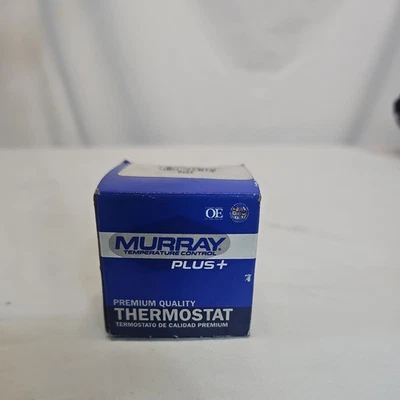 OE
MURRAY
TEMPERATURE CONTROL
PLUS+
PREMIUM QUALITY
THERMOSTAT
TERMOSTATO DE CALIDAD PREMIUM